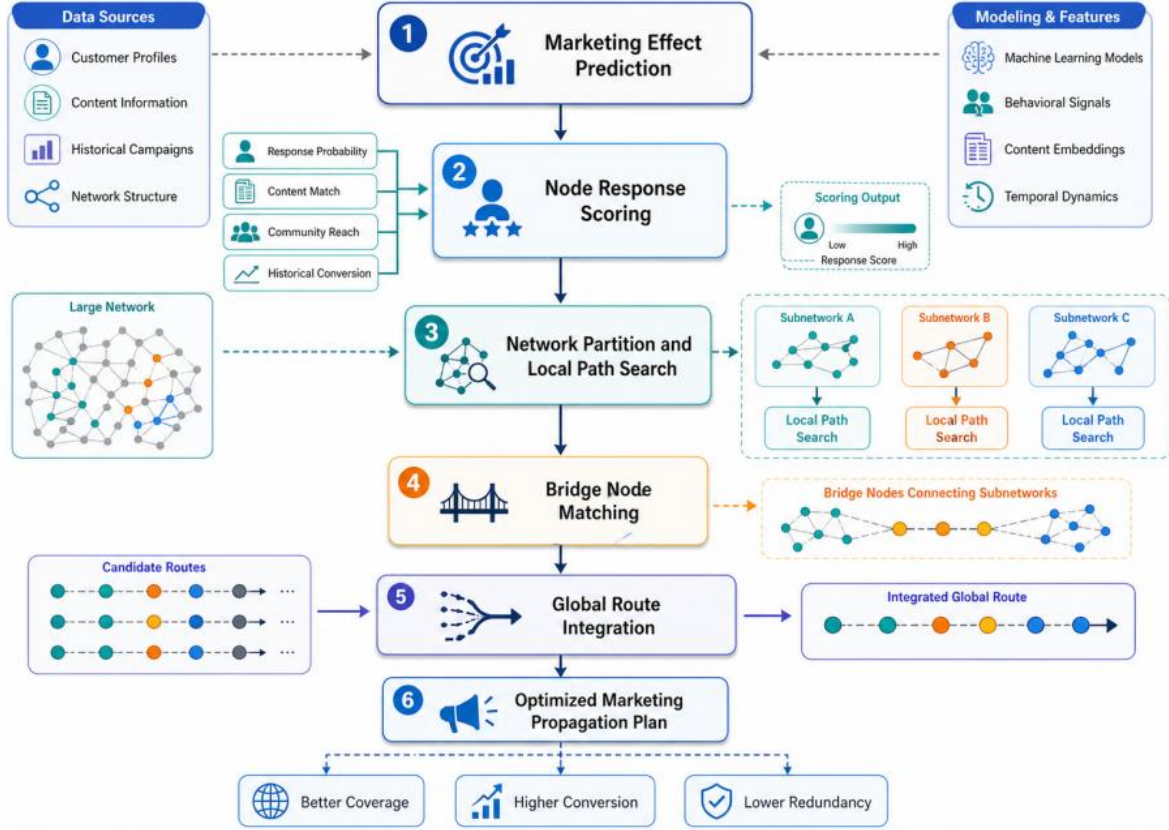 Data Sources
Customer Profiles
Content Information
Historical Campaigns
Network Structure
1
Marketing Effect
Prediction
Modeling & Features
Machine Learning Models
Behavioral Signals
Content Embeddings
Temporal Dynamics
Response Probability
Content Match
Community Reach
Historical Conversion
2
Node Response
Scoring
Scoring Output
Low
High
Response Score
Large Network
3
Network Partition and
Local Path Search
Subnetwork A
Subnetwork B
Subnetwork C
Local Path
Search
Local Path
Search
Local Path
Search
4
Bridge Node
Matching
Bridge Nodes Connecting Subnetworks
Candidate Routes
...
...
...
5
Global Route
Integration
Integrated Global Route
6
Optimized Marketing
Propagation Plan
Better Coverage
Higher Conversion
Lower Redundancy